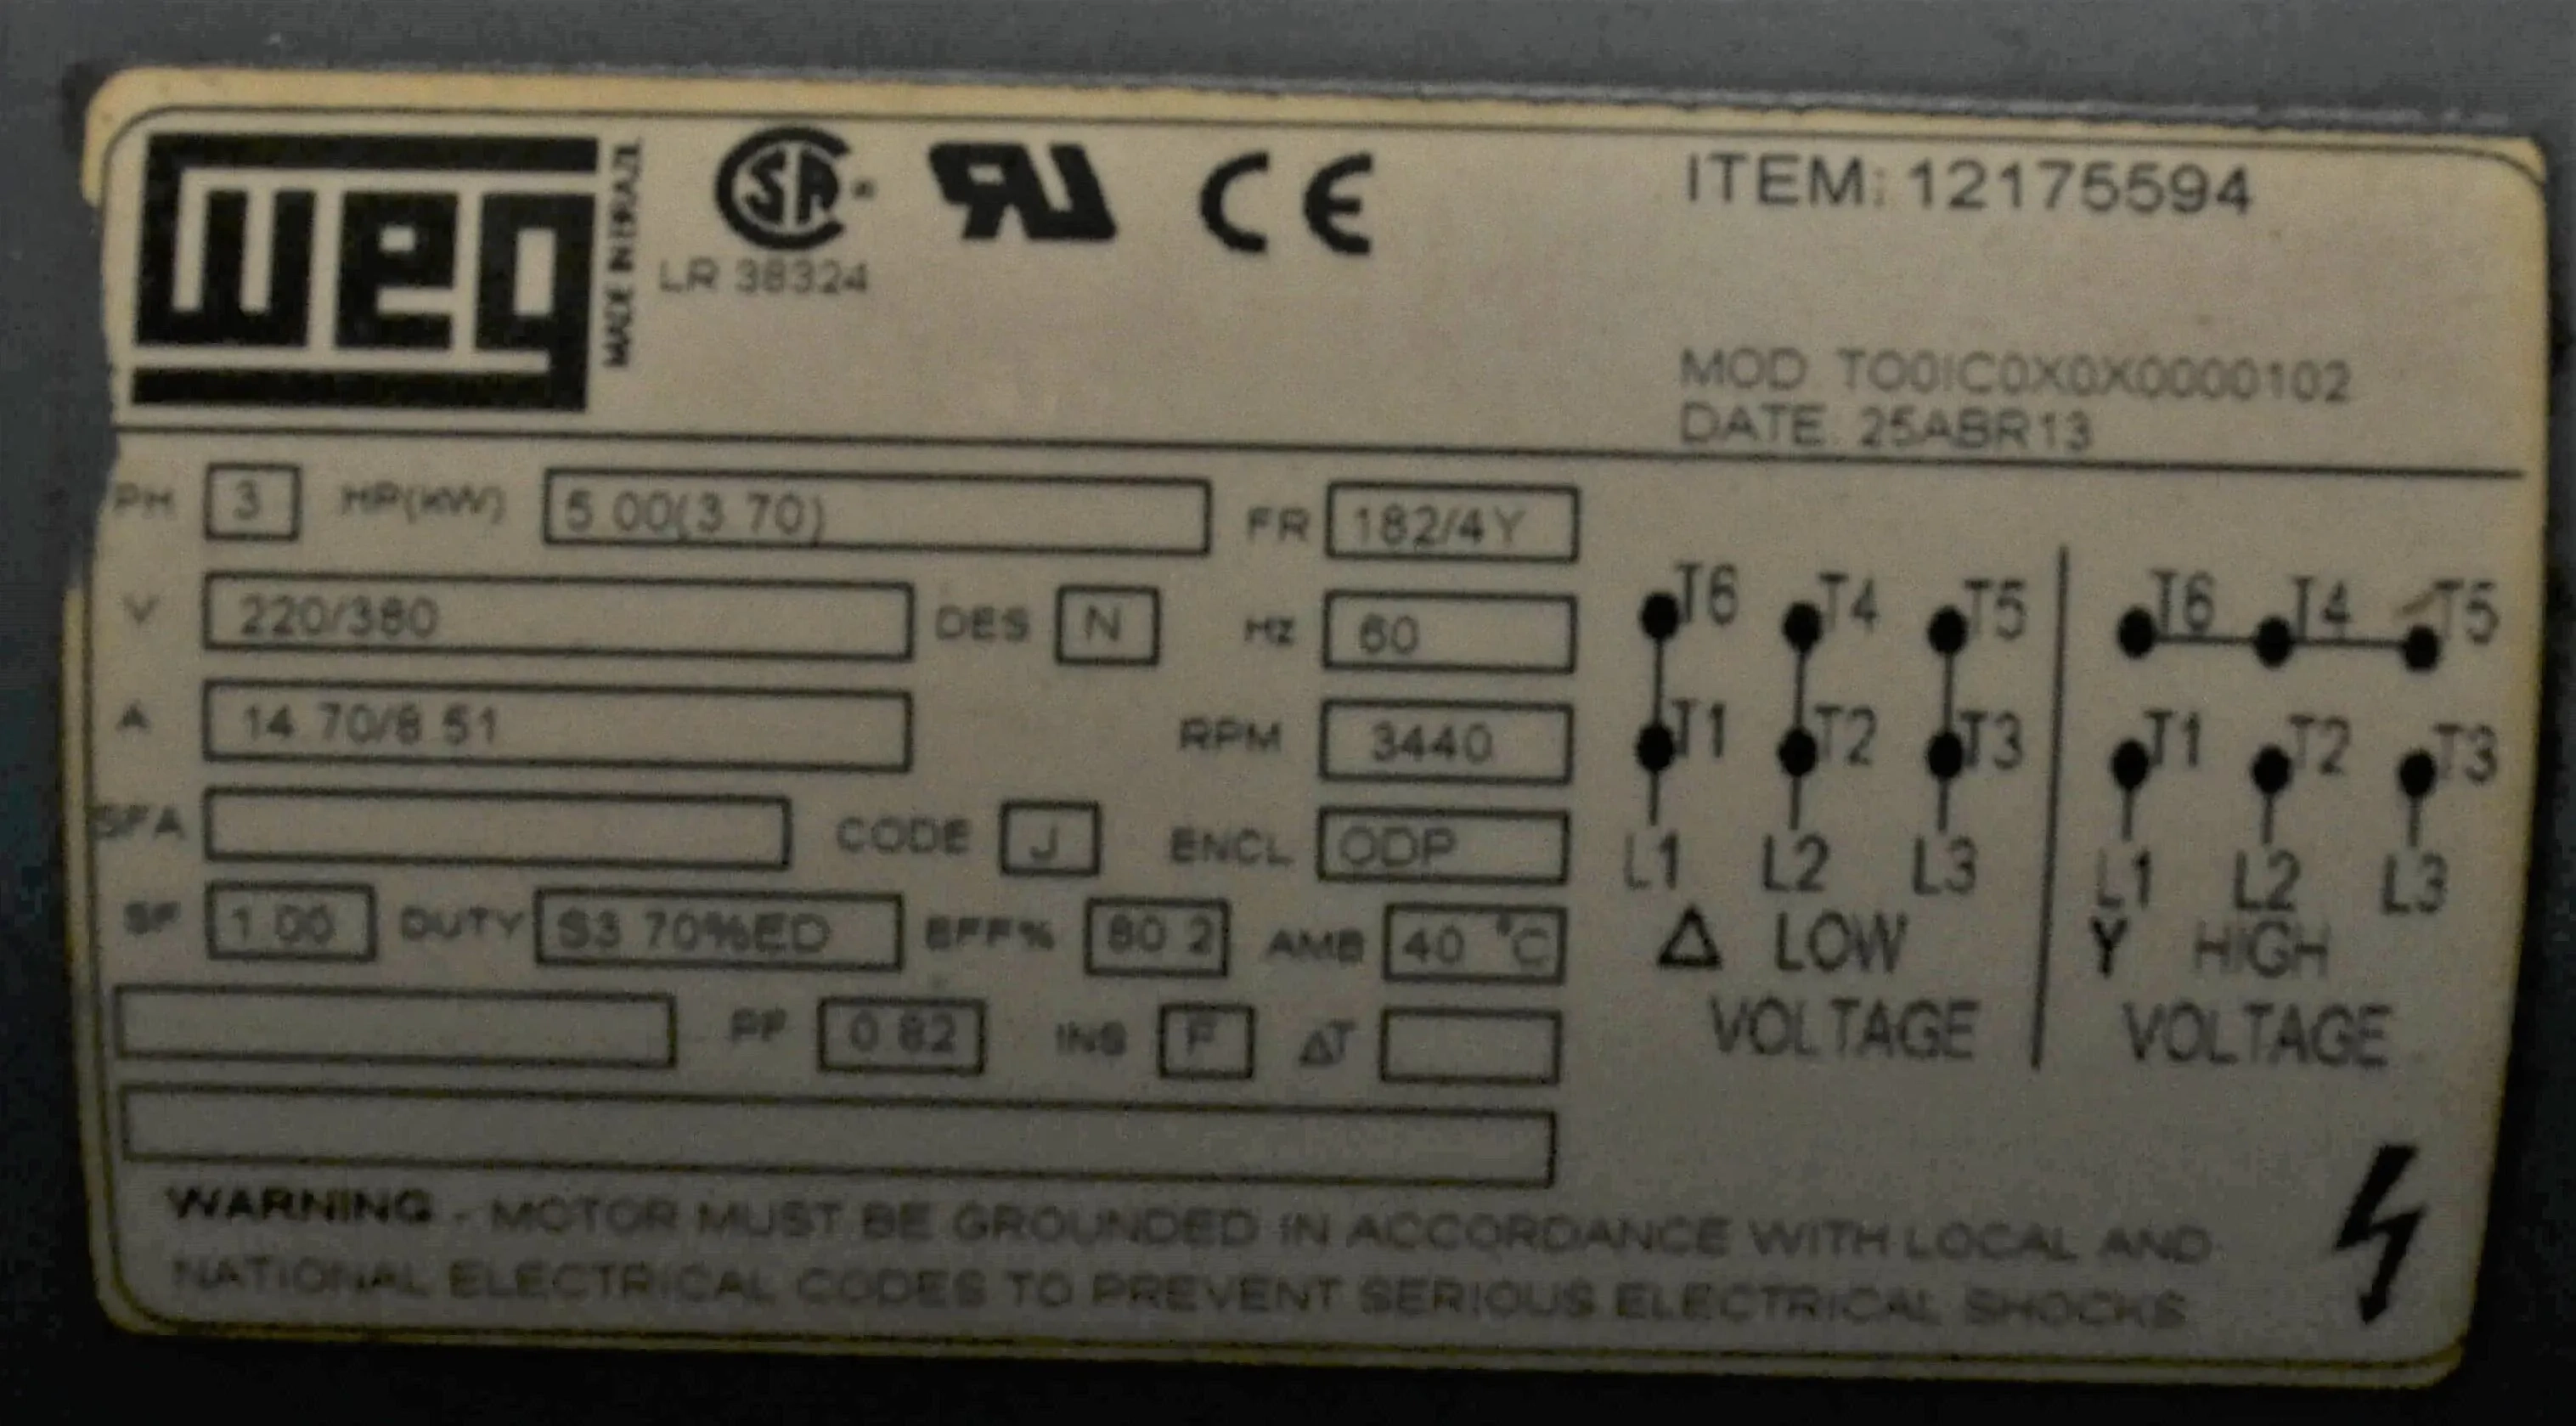 weg
MADE IN BRAZIL
SA
LR 38324
RU
CE
ITEM: 12175594
MOD TO0IC0X0X0000102
DATE 25ABR13
PH 3 HP(KW) 5 00(3 70) FR 182/4Y
V 220/380 DES N Hz 60
A 14 70/8 51 RPM 3440
SFA CODE J ENCL ODP
SF 1 00 DUTY S3 70%ED EFF% 80 2 AMB 40 °C
PF 0 82 INS F ΔT
T6 T4 T5
T1 T2 T3
L1 L2 L3
Δ LOW
VOLTAGE
T6 T4 T5
T1 T2 T3
L1 L2 L3
Y HIGH
VOLTAGE
WARNING - MOTOR MUST BE GROUNDED IN ACCORDANCE WITH LOCAL AND
NATIONAL ELECTRICAL CODES TO PREVENT SERIOUS ELECTRICAL SHOCKS